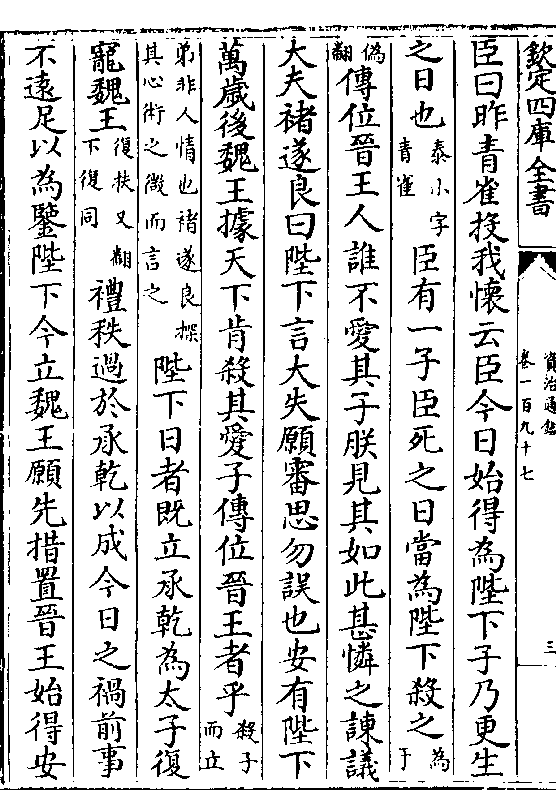 欽定四庫全書
資治通鑑
卷一百九十七
三
臣曰昨青雀投我懷云臣今日始得為陛下子乃更生
之日也泰小字青雀臣有一子臣死之日當為陛下殺之為于
偽翻傳位晉王人誰不愛其子朕見其如此甚憐之諫議
大夫褚遂良曰陛下言大失願審思勿誤也安有陛下
萬歲後魏王據天下肯殺其愛子傳位晉王者乎殺子而立
弟非人情也褚遂良探其心術之微而言之陛下日者既立承乾為太子復
寵魏王復扶又翻下復同禮秩過於承乾以成今日之禍前事
不遠足以為鑒陛下今立魏王願先措置晉王始得安